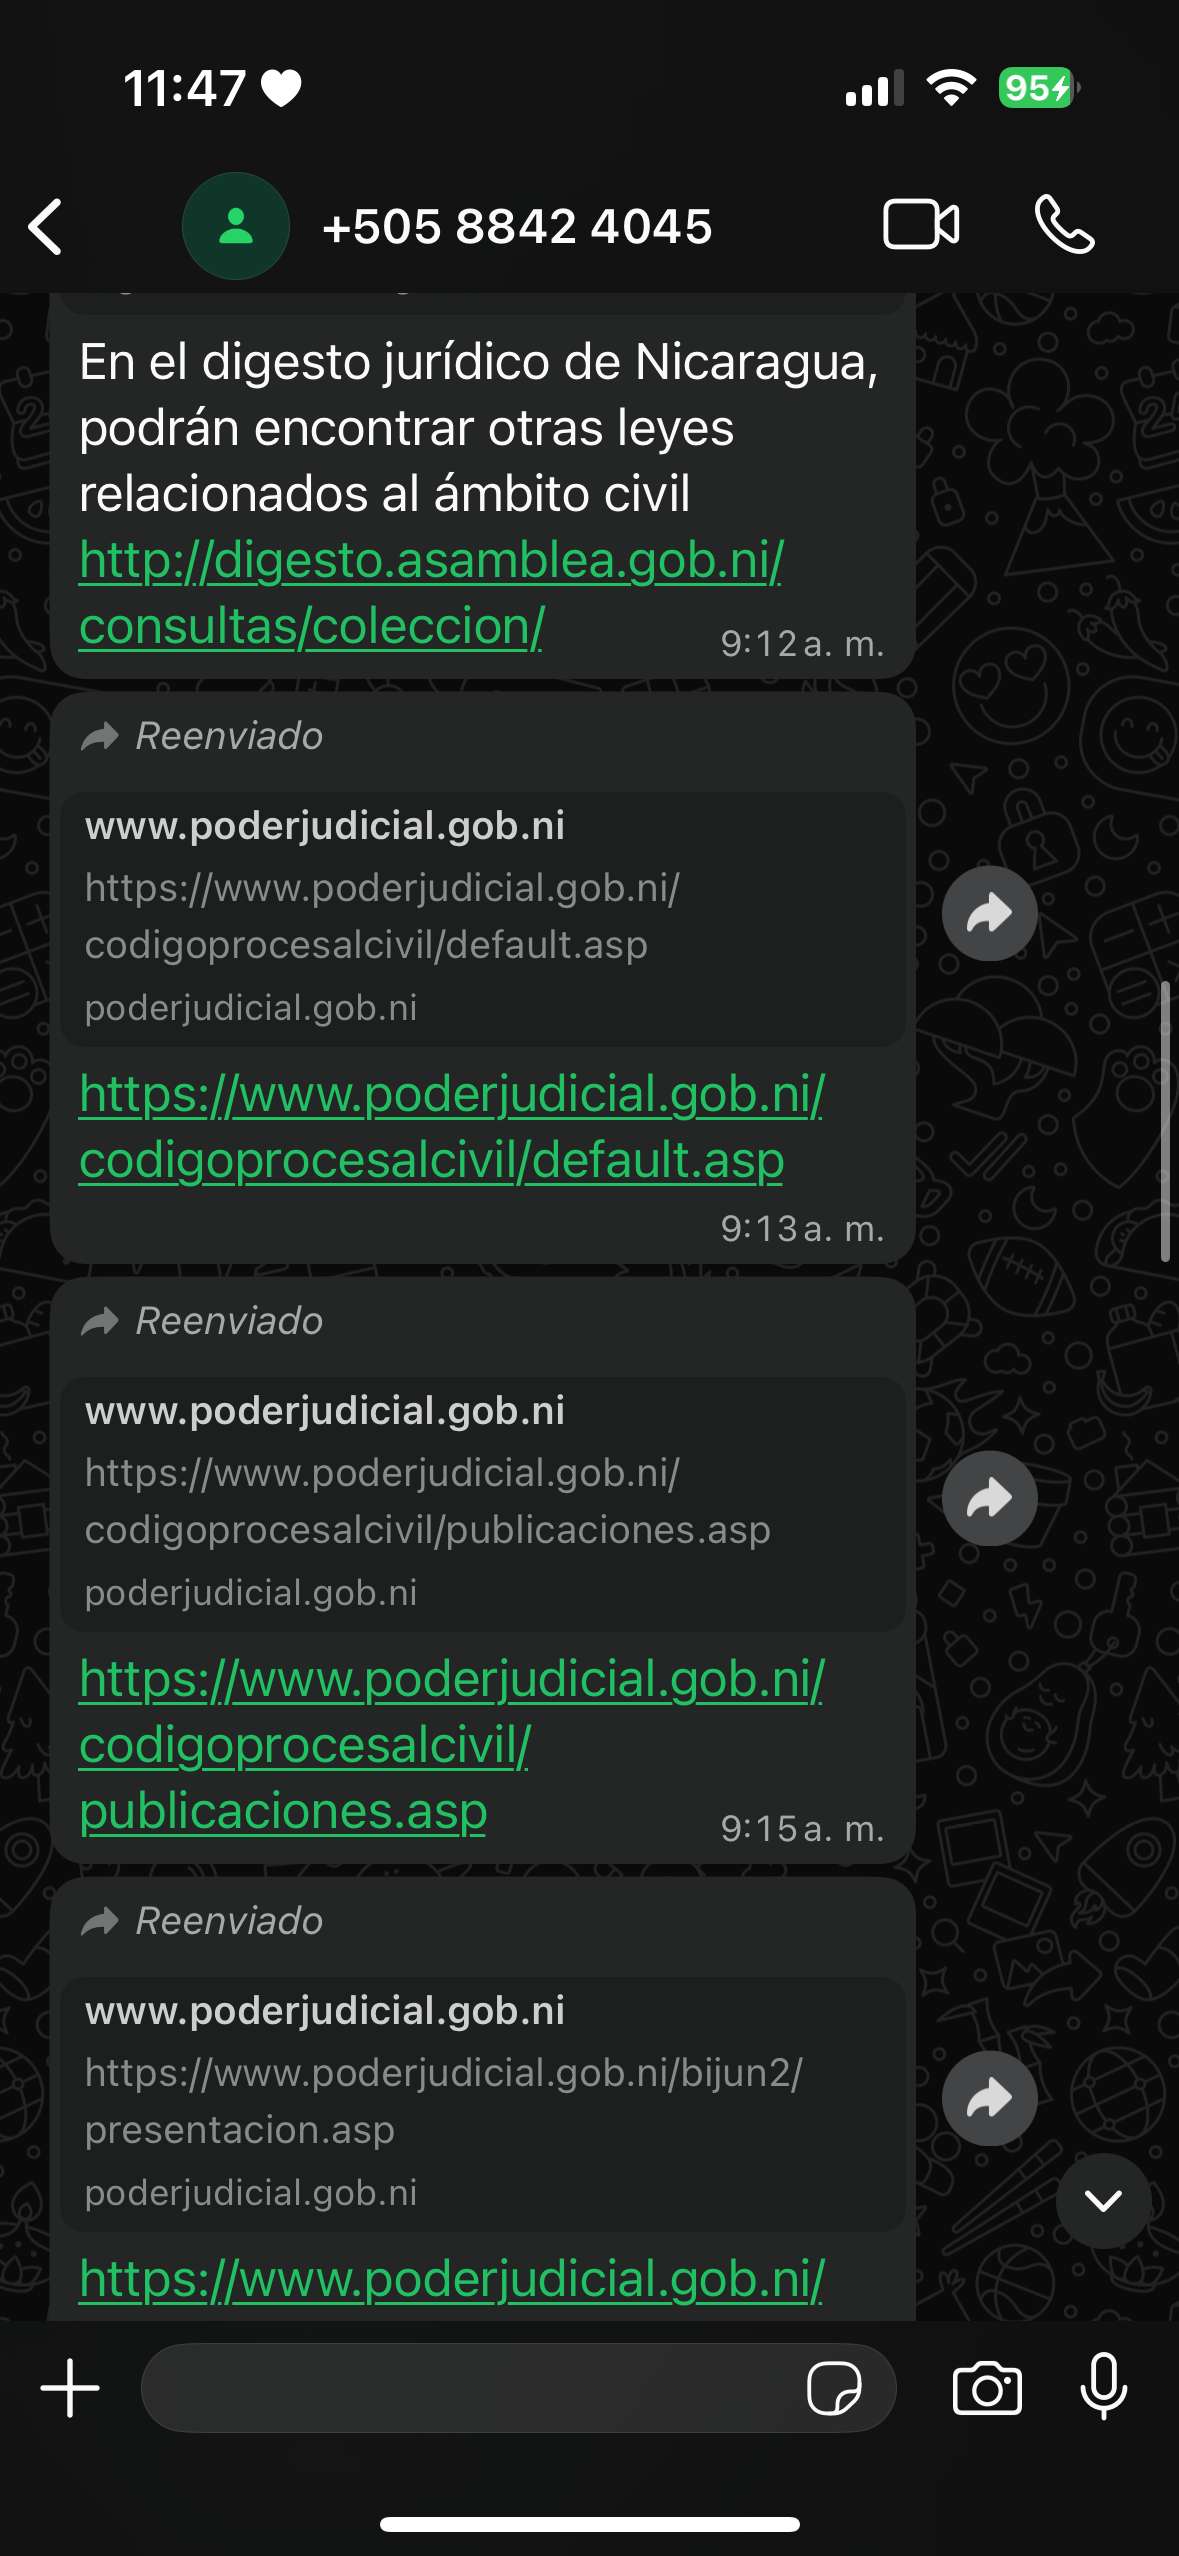 11:47
95
+505 8842 4045
En el digesto jurídico de Nicaragua,
podrán encontrar otras leyes
relacionados al ámbito civil
http://digesto.asamblea.gob.ni/
consultas/coleccion/
9:12 a. m.
Reenviado
www.poderjudicial.gob.ni
https://www.poderjudicial.gob.ni/
codigoprocesalcivil/default.asp
poderjudicial.gob.ni
https://www.poderjudicial.gob.ni/
codigoprocesalcivil/default.asp
9:13 a. m.
Reenviado
www.poderjudicial.gob.ni
https://www.poderjudicial.gob.ni/
codigoprocesalcivil/publicaciones.asp
poderjudicial.gob.ni
https://www.poderjudicial.gob.ni/
codigoprocesalcivil/
publicaciones.asp
9:15 a. m.
Reenviado
www.poderjudicial.gob.ni
https://www.poderjudicial.gob.ni/bijun2/
presentacion.asp
poderjudicial.gob.ni
https://www.poderjudicial.gob.ni/